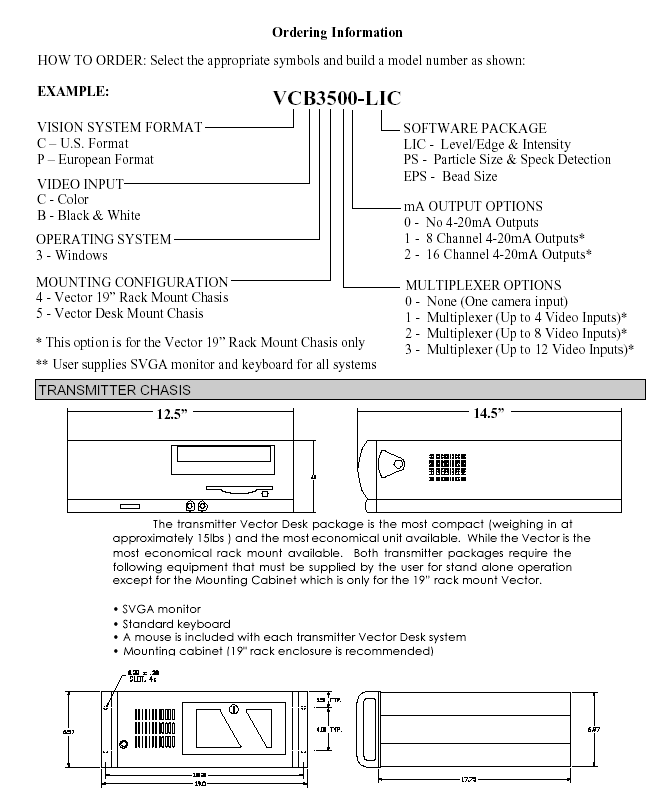 Ordering Information
HOW TO ORDER: Select the appropriate symbols and build a model number as shown:
EXAMPLE:
VCB3500-LIC
VISION SYSTEM FORMAT
C – U.S. Format
P – European Format
VIDEO INPUT
C - Color
B - Black & White
OPERATING SYSTEM
3 - Windows
MOUNTING CONFIGURATION
4 - Vector 19" Rack Mount Chasis
5 - Vector Desk Mount Chasis
* This option is for the Vector 19" Rack Mount Chasis only
** User supplies SVGA monitor and keyboard for all systems
SOFTWARE PACKAGE
LIC - Level/Edge & Intensity
PS - Particle Size & Speck Detection
EPS - Bead Size
mA OUTPUT OPTIONS
0 - No 4-20mA Outputs
1 - 8 Channel 4-20mA Outputs*
2 - 16 Channel 4-20mA Outputs*
MULTIPLEXER OPTIONS
0 - None (One camera input)
1 - Multiplexer (Up to 4 Video Inputs)*
2 - Multiplexer (Up to 8 Video Inputs)*
3 - Multiplexer (Up to 12 Video Inputs)*
TRANSMITTER CHASIS
12.5"
14.5"
The transmitter Vector Desk package is the most compact (weighing in at
approximately 15lbs ) and the most economical unit available. While the Vector is the
most economical rack mount available. Both transmitter packages require the
following equipment that must be supplied by the user for stand alone operation
except for the Mounting Cabinet which is only for the 19" rack mount Vector.
• SVGA monitor
• Standard keyboard
• A mouse is included with each transmitter Vector Desk system
• Mounting cabinet (19" rack enclosure is recommended)
SLOT, 4x
TYP.
4.00 TYP.
19.0
17.75